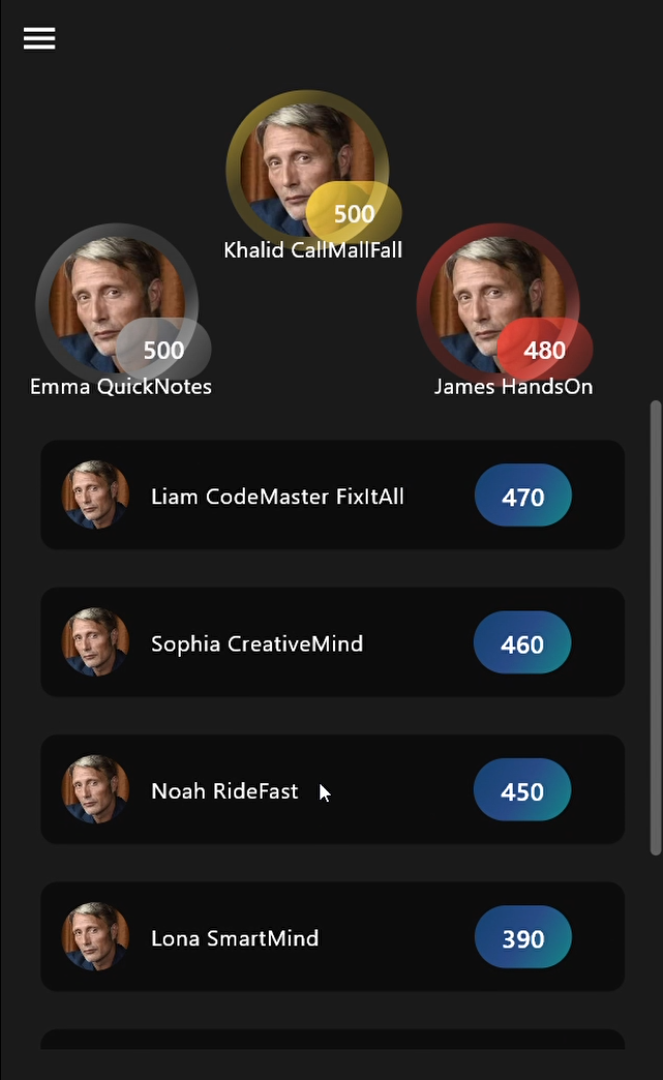 500
Khalid CallMallFall
500
Emma QuickNotes
480
James HandsOn
Liam CodeMaster FixItAll 470
Sophia CreativeMind 460
Noah RideFast 450
Lona SmartMind 390